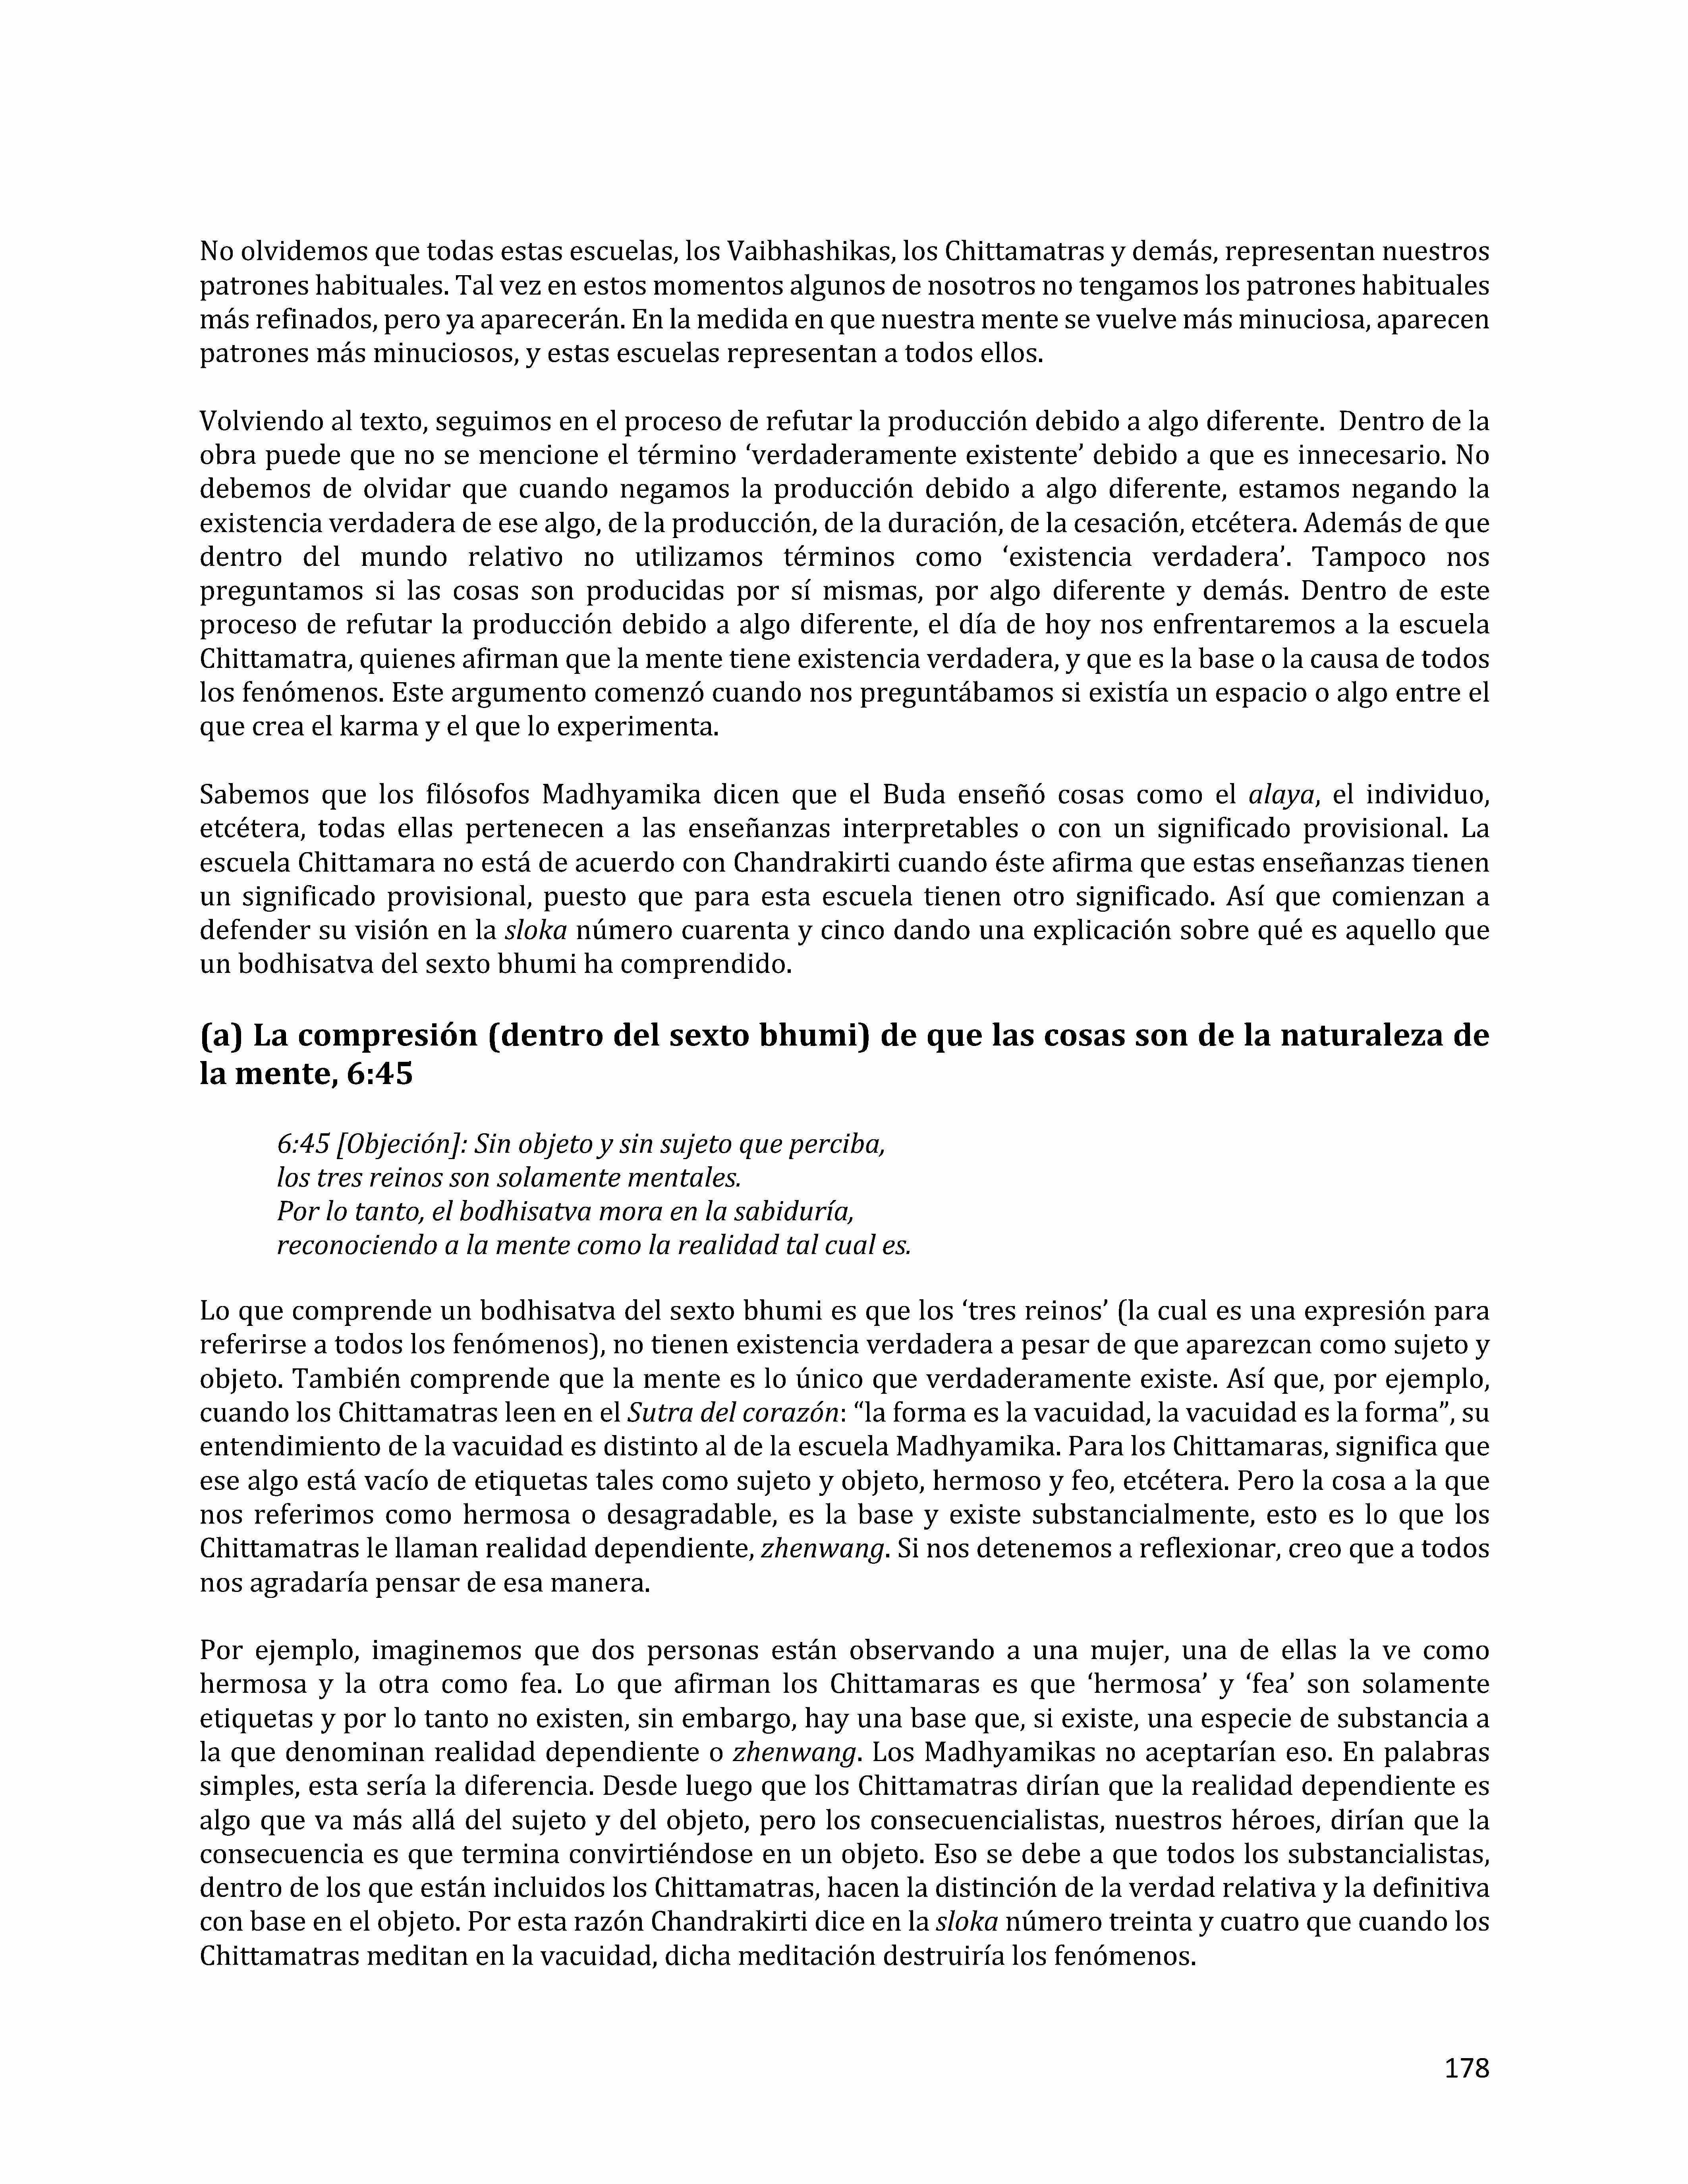 No olvidemos que todas estas escuelas, los Vaibhashikas, los Chittamatras y demás, representan nuestros
patrones habituales. Tal vez en estos momentos algunos de nosotros no tengamos los patrones habituales
más refinados, pero ya aparecerán. En la medida en que nuestra mente se vuelve más minuciosa, aparecen
patrones más minuciosos, y estas escuelas representan a todos ellos.
Volviendo al texto, seguimos en el proceso de refutar la producción debido a algo diferente.  Dentro de la
obra puede que no se mencione el término ‘verdaderamente existente’ debido a que es innecesario. No
debemos de olvidar que cuando negamos la producción debido a algo diferente, estamos negando la
existencia verdadera de ese algo, de la producción, de la duración, de la cesación, etcétera. Además de que
dentro del mundo relativo no utilizamos términos como ‘existencia verdadera’. Tampoco nos
preguntamos si las cosas son producidas por sí mismas, por algo diferente y demás. Dentro de este
proceso de refutar la producción debido a algo diferente, el día de hoy nos enfrentaremos a la escuela
Chittamatra, quienes afirman que la mente tiene existencia verdadera, y que es la base o la causa de todos
los fenómenos. Este argumento comenzó cuando nos preguntábamos si existía un espacio o algo entre el
que crea el karma y el que lo experimenta.
Sabemos que los filósofos Madhyamika dicen que el Buda enseñó cosas como el alaya, el individuo,
etcétera, todas ellas pertenecen a las enseñanzas interpretables o con un significado provisional. La
escuela Chittamara no está de acuerdo con Chandrakirti cuando éste afirma que estas enseñanzas tienen
un significado provisional, puesto que para esta escuela tienen otro significado. Así que comienzan a
defender su visión en la sloka número cuarenta y cinco dando una explicación sobre qué es aquello que
un bodhisatva del sexto bhumi ha comprendido.
(a) La compresión (dentro del sexto bhumi) de que las cosas son de la naturaleza de
la mente, 6:45
6:45 [Objeción]: Sin objeto y sin sujeto que perciba,
los tres reinos son solamente mentales.
Por lo tanto, el bodhisatva mora en la sabiduría,
reconociendo a la mente como la realidad tal cual es.
Lo que comprende un bodhisatva del sexto bhumi es que los ‘tres reinos’ (la cual es una expresión para
referirse a todos los fenómenos), no tienen existencia verdadera a pesar de que aparezcan como sujeto y
objeto. También comprende que la mente es lo único que verdaderamente existe. Así que, por ejemplo,
cuando los Chittamatras leen en el Sutra del corazón: “la forma es la vacuidad, la vacuidad es la forma”, su
entendimiento de la vacuidad es distinto al de la escuela Madhyamika. Para los Chittamaras, significa que
ese algo está vacío de etiquetas tales como sujeto y objeto, hermoso y feo, etcétera. Pero la cosa a la que
nos referimos como hermosa o desagradable, es la base y existe substancialmente, esto es lo que los
Chittamatras le llaman realidad dependiente, zhenwang. Si nos detenemos a reflexionar, creo que a todos
nos agradaría pensar de esa manera.
Por ejemplo, imaginemos que dos personas están observando a una mujer, una de ellas la ve como
hermosa y la otra como fea. Lo que afirman los Chittamaras es que ‘hermosa’ y ‘fea’ son solamente
etiquetas y por lo tanto no existen, sin embargo, hay una base que, si existe, una especie de substancia a
la que denominan realidad dependiente o zhenwang. Los Madhyamikas no aceptarían eso. En palabras
simples, esta sería la diferencia. Desde luego que los Chittamatras dirían que la realidad dependiente es
algo que va más allá del sujeto y del objeto, pero los consecuencialistas, nuestros héroes, dirían que la
consecuencia es que termina convirtiéndose en un objeto. Eso se debe a que todos los substancialistas,
dentro de los que están incluidos los Chittamatras, hacen la distinción de la verdad relativa y la definitiva
con base en el objeto. Por esta razón Chandrakirti dice en la sloka número treinta y cuatro que cuando los
Chittamatras meditan en la vacuidad, dicha meditación destruiría los fenómenos.
178